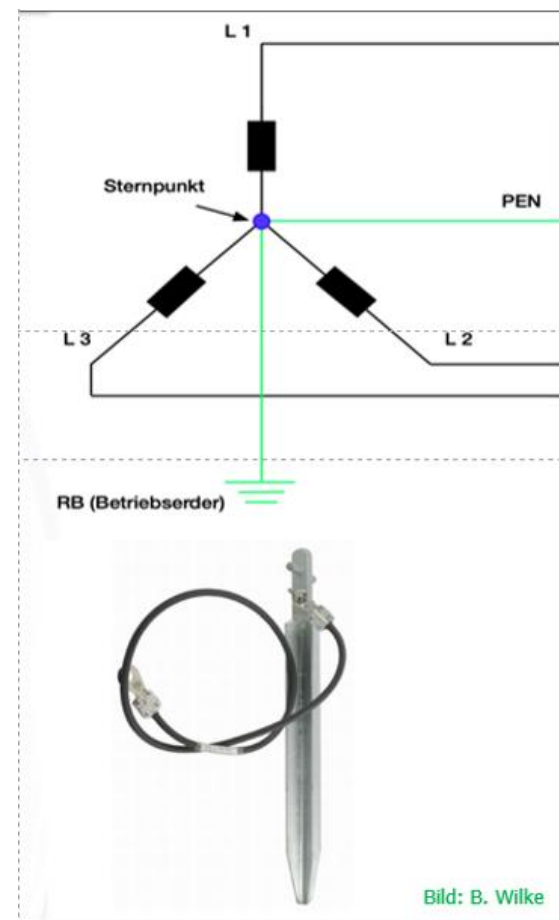 L 1
Sternpunkt
PEN
L 3
L 2
RB (Betriebserder)
Bild: B. Wilke